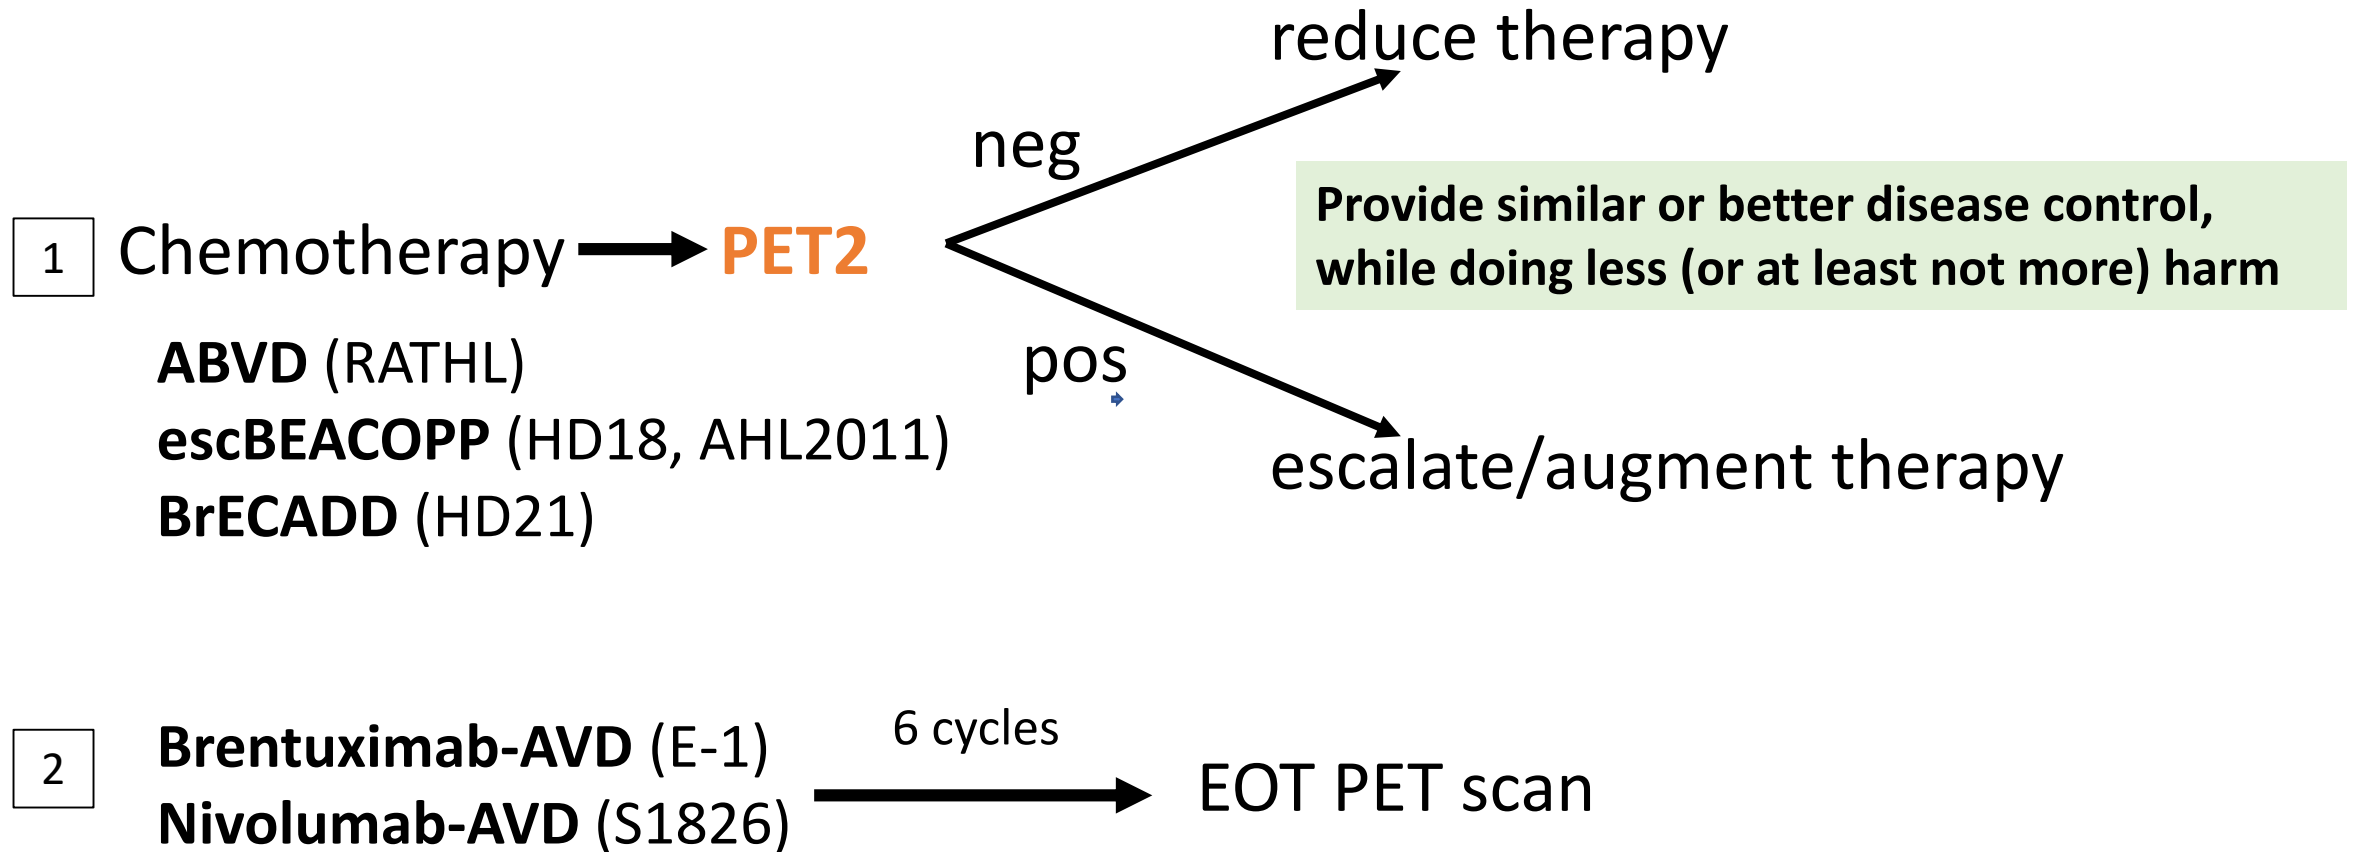 reduce therapy
neg
Provide similar or better disease control,
while doing less (or at least not more) harm
1 Chemotherapy PET2
pos
ABVD (RATHL)
escBEACOPP (HD18, AHL2011)
escalate/augment therapy
BrECADD (HD21)
2
Brentuximab-AVD (E-1)
Nivolumab-AVD (S1826)
6 cycles
EOT PET scan